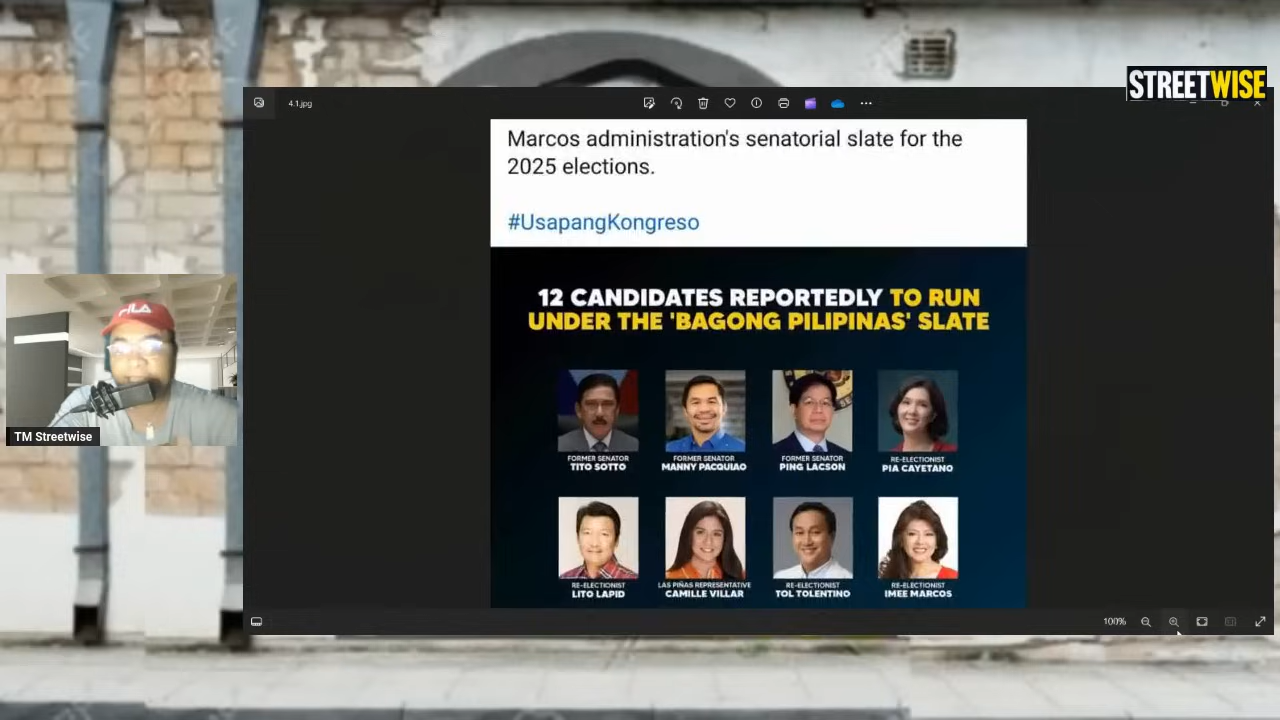 STREETWISE
4.1.jpg
Marcos administration's senatorial slate for the
2025 elections.
#UsapangKongreso
12 CANDIDATES REPORTEDLY TO RUN
UNDER THE 'BAGONG PILIPINAS' SLATE
FORMER SENATOR
TITO SOTTO
FORMER SENATOR
MANNY PACQUIAO
FORMER SENATOR
PING LACSON
RE-ELECTIONIST
PIA CAYETANO
RE-ELECTIONIST
LITO LAPID
LAS PIÑAS REPRESENTATIVE
CAMILLE VILLAR
RE-ELECTIONIST
TOL TOLENTINO
RE-ELECTIONIST
IMEE MARCOS
FILA
TM Streetwise
100%